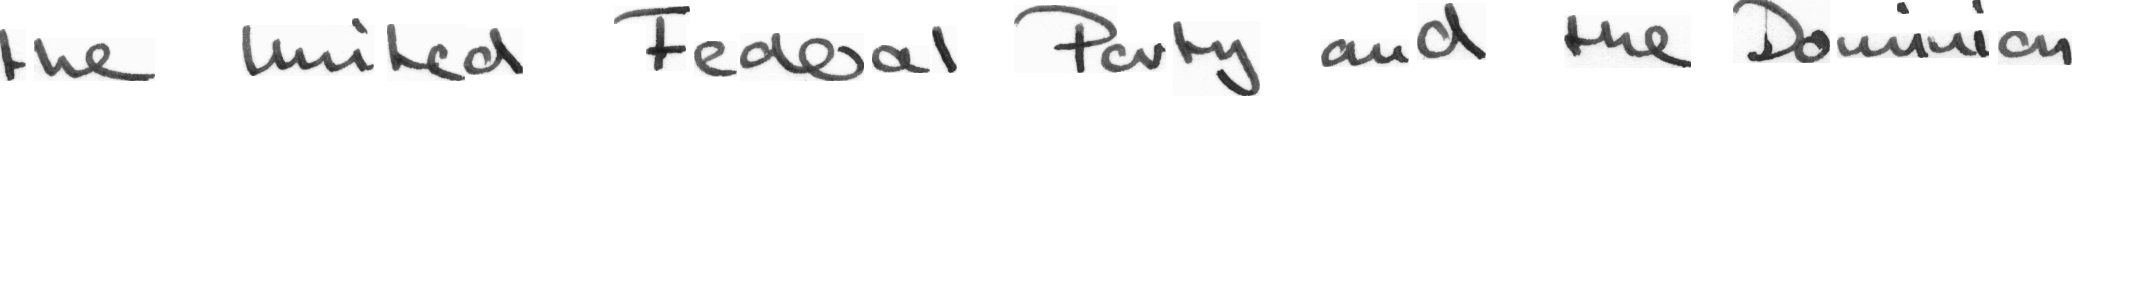 the United Federal Party and the Dominion